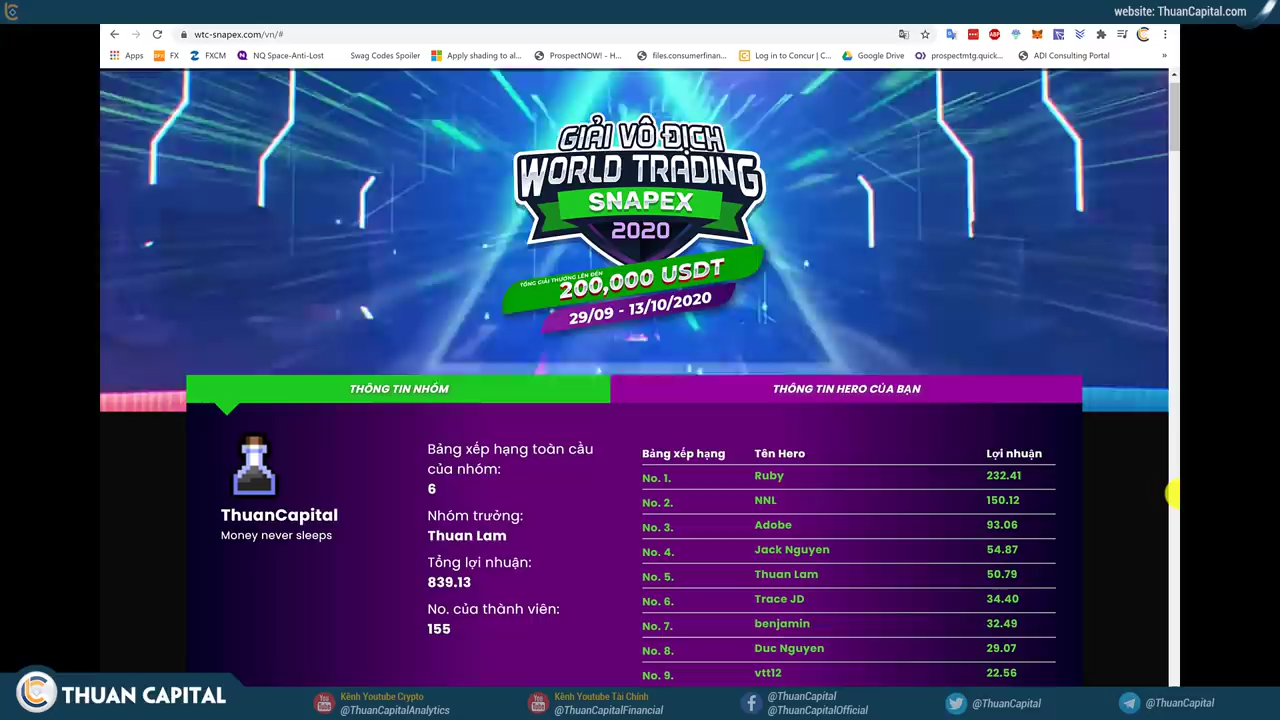 website: ThuanCapital.com
wtc-snapex.com/vn/#
Apps
FX
FXCM
NQ Space-Anti-Lost
Swag Codes Spoiler
Apply shading to al...
ProspectNOW! - H...
files.consumerfinan...
Log in to Concur | C...
Google Drive
prospectmtg.quick...
ADI Consulting Portal
»
GIẢI VÔ ĐỊCH
WORLD TRADING
SNAPEX
2020
TỔNG GIẢI THƯỞNG LÊN ĐẾN
200,000 USDT
29/09 - 13/10/2020
THÔNG TIN NHÓM
THÔNG TIN HERO CỦA BẠN
ThuanCapital
Money never sleeps
Bảng xếp hạng toàn cầu
của nhóm:
6
Nhóm trưởng:
Thuan Lam
Tổng lợi nhuận:
839.13
No. của thành viên:
155
Bảng xếp hạng Tên Hero Lợi nhuận
No. 1. Ruby 232.41
No. 2. NNL 150.12
No. 3. Adobe 93.06
No. 4. Jack Nguyen 54.87
No. 5. Thuan Lam 50.79
No. 6. Trace JD 34.40
No. 7. benjamin 32.49
No. 8. Duc Nguyen 29.07
No. 9. vtt12 22.56
THUAN CAPITAL
Kênh Youtube Crypto
@ThuanCapitalAnalytics
Kênh Youtube Tài Chính
@ThuanCapitalFinancial
@ThuanCapital
@ThuanCapitalOfficial
@ThuanCapital
@ThuanCapital